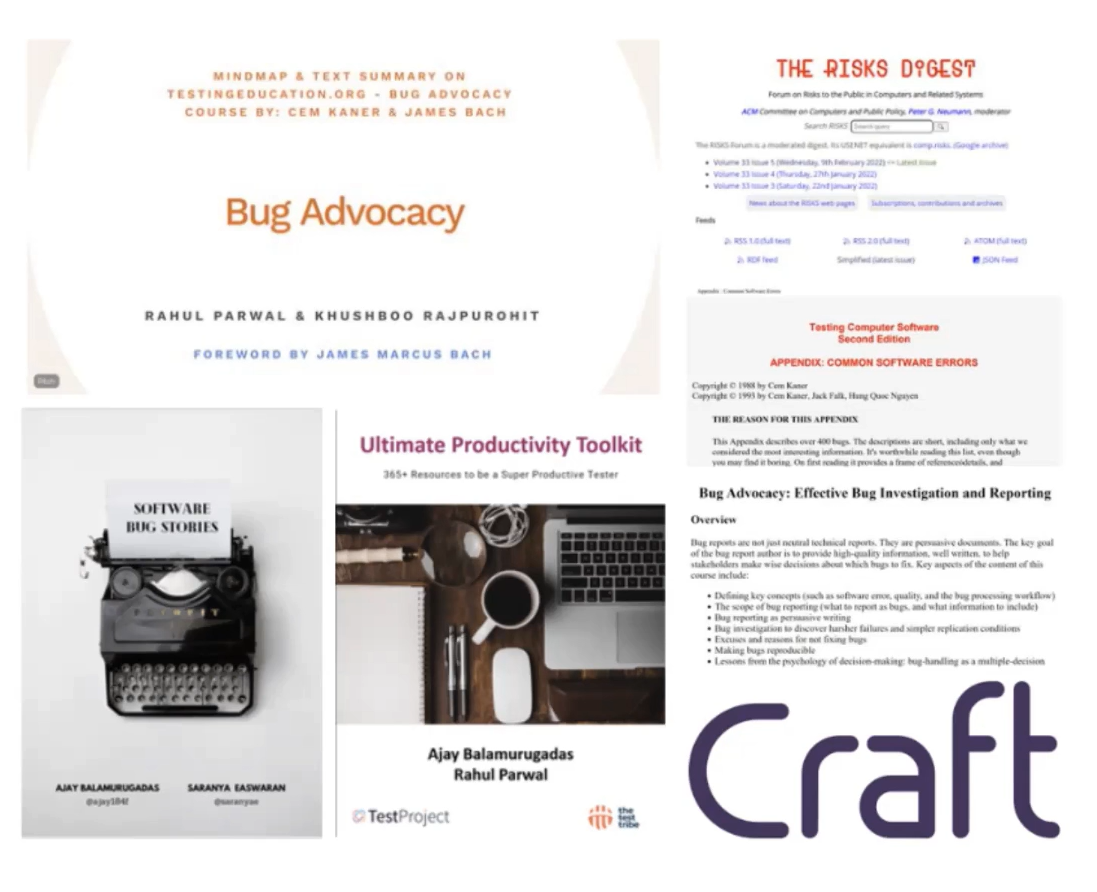 MINDMAP & TEXT SUMMARY ON
TESTINGEDUCATION.ORG - BUG ADVOCACY
COURSE BY: CEM KANER & JAMES BACH
Bug Advocacy
RAHUL PARWAL & KHUSHBOO RAJPUROHIT
FOREWORD BY JAMES MARCUS BACH
THE RISKS DIGEST
Forum on Risks to the Public in Computers and Related Systems
ACM Committee on Computers and Public Policy, Peter G. Neumann, moderator
Search RISKS
The RISKS Forum is a moderated digest. Its USENET equivalent is comp.risks. (Google archive)
Volume 33 Issue 5 (Wednesday, 9th February 2022) <= Latest Issue
Volume 33 Issue 4 (Thursday, 27th January 2022)
Volume 33 Issue 3 (Saturday, 22nd January 2022)
News about the RISKS web pages Subscriptions, contributions and archives
Feeds
RSS 1.0 (full text) RSS 2.0 (full text) ATOM (full text)
RDF feed Simplified (latest issue) JSON Feed
Appendix : Common Software Errors
Testing Computer Software
Second Edition
APPENDIX: COMMON SOFTWARE ERRORS
Copyright © 1988 by Cem Kaner
Copyright © 1993 by Cem Kaner, Jack Falk, Hung Quoc Nguyen
THE REASON FOR THIS APPENDIX
This Appendix describes over 400 bugs. The descriptions are short, including only what we
considered the most interesting information. It's worthwhile reading this list, even though
you may find it boring. On first reading it provides a frame of referencedetails, and
SOFTWARE
BUG STORIES
AJAY BALAMURUGADAS SARANYA EASWARAN
@ajay184f @saranyae
Ultimate Productivity Toolkit
365+ Resources to be a Super Productive Tester
Ajay Balamurugadas
Rahul Parwal
TestProject
the
test
tribe
Bug Advocacy: Effective Bug Investigation and Reporting
Overview
Bug reports are not just neutral technical reports. They are persuasive documents. The key goal
of the bug report author is to provide high-quality information, well written, to help
stakeholders make wise decisions about which bugs to fix. Key aspects of the content of this
course include:
Defining key concepts (such as software error, quality, and the bug processing workflow)
The scope of bug reporting (what to report as bugs, and what information to include)
Bug reporting as persuasive writing
Bug investigation to discover harsher failures and simpler replication conditions
Excuses and reasons for not fixing bugs
Making bugs reproducible
Lessons from the psychology of decision-making: bug-handling as a multiple-decision
Craft